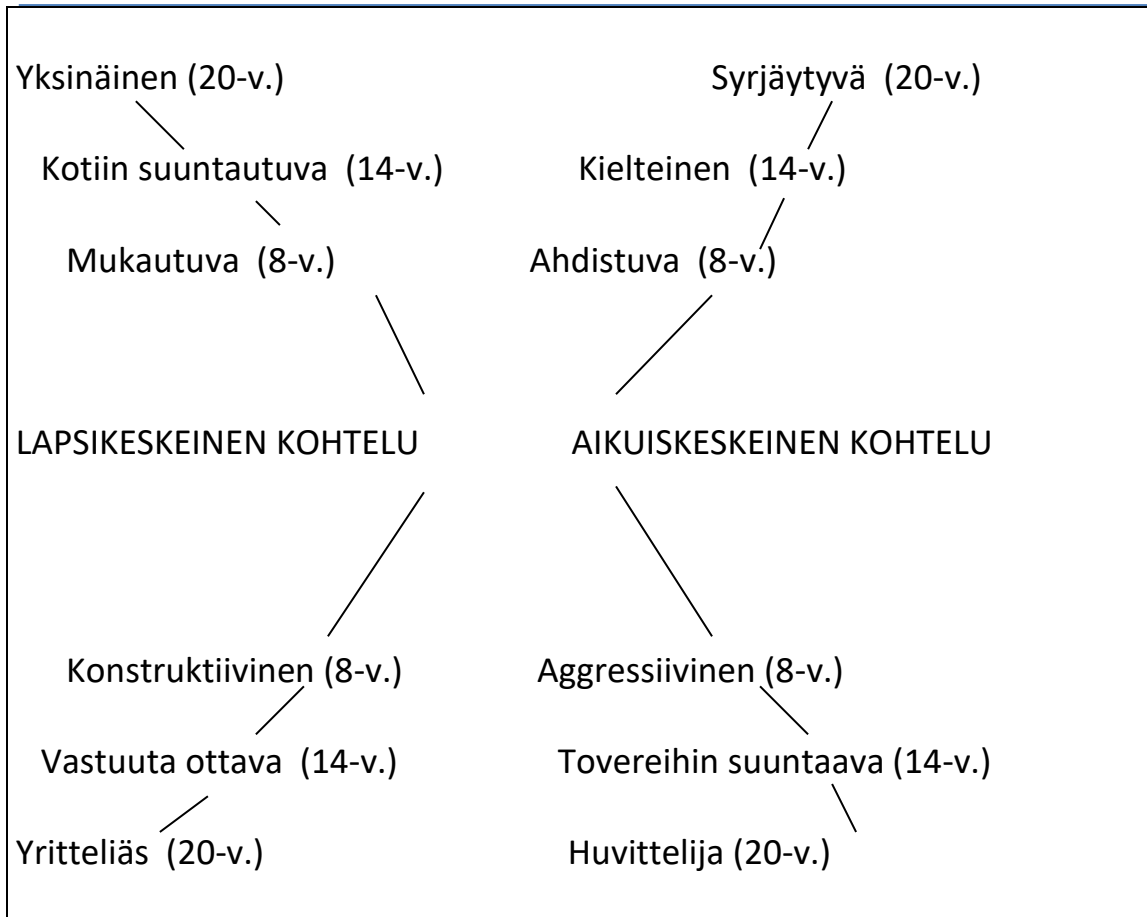 Yksinäinen (20-v.) Syrjäytyvä (20-v.)
Kotiin suuntautuva (14-v.) Kielteinen (14-v.)
Mukautuva (8-v.) Ahdistuva (8-v.)
LAPSIKESKEINEN KOHTELU AIKUISKESKEINEN KOHTELU
Konstruktiivinen (8-v.) Aggressiivinen (8-v.)
Vastuuta ottava (14-v.) Tovereihin suuntaava (14-v.)
Yritteliäs (20-v.) Huvittelija (20-v.)